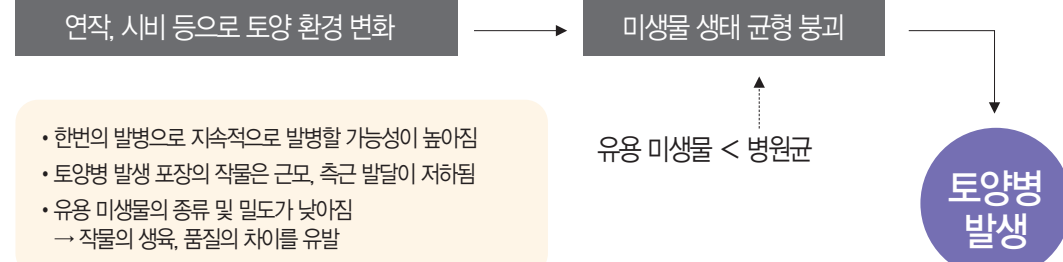 연작, 시비 등으로 토양 환경 변화
미생물 생태 균형 붕괴
• 한번의 발병으로 지속적으로 발병할 가능성이 높아짐
• 토양병 발생 포장의 작물은 근모, 측근 발달이 저하됨
• 유용 미생물의 종류 및 밀도가 낮아짐
→ 작물의 생육, 품질의 차이를 유발
유용 미생물 < 병원균
토양병
발생